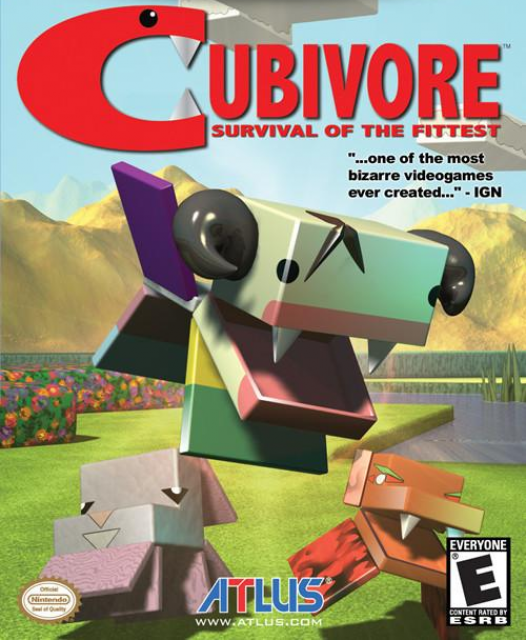 CUBIVORE
TM
SURVIVAL OF THE FITTEST
"...one of the most
bizarre videogames
ever created..." - IGN
Official
Nintendo
Seal of Quality
ATLUS®
WWW.ATLUS.COM
EVERYONE
E®
CONTENT RATED BY
ESRB